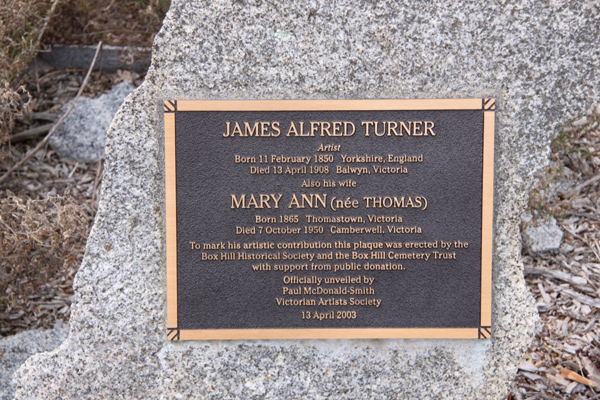 JAMES ALFRED TURNER
Artist
Born 11 February 1850 Yorkshire, England
Died 13 April 1908 Balwyn, Victoria
Also his wife
MARY ANN (née THOMAS)
Born 1865 Thomastown, Victoria
Died 7 October 1950 Camberwell, Victoria
To mark his artistic contribution this plaque was erected by the
Box Hill Historical Society and the Box Hill Cemetery Trust
with support from public donation.
Officially unveiled by
Paul McDonald-Smith
Victorian Artists Society
13 April 2003